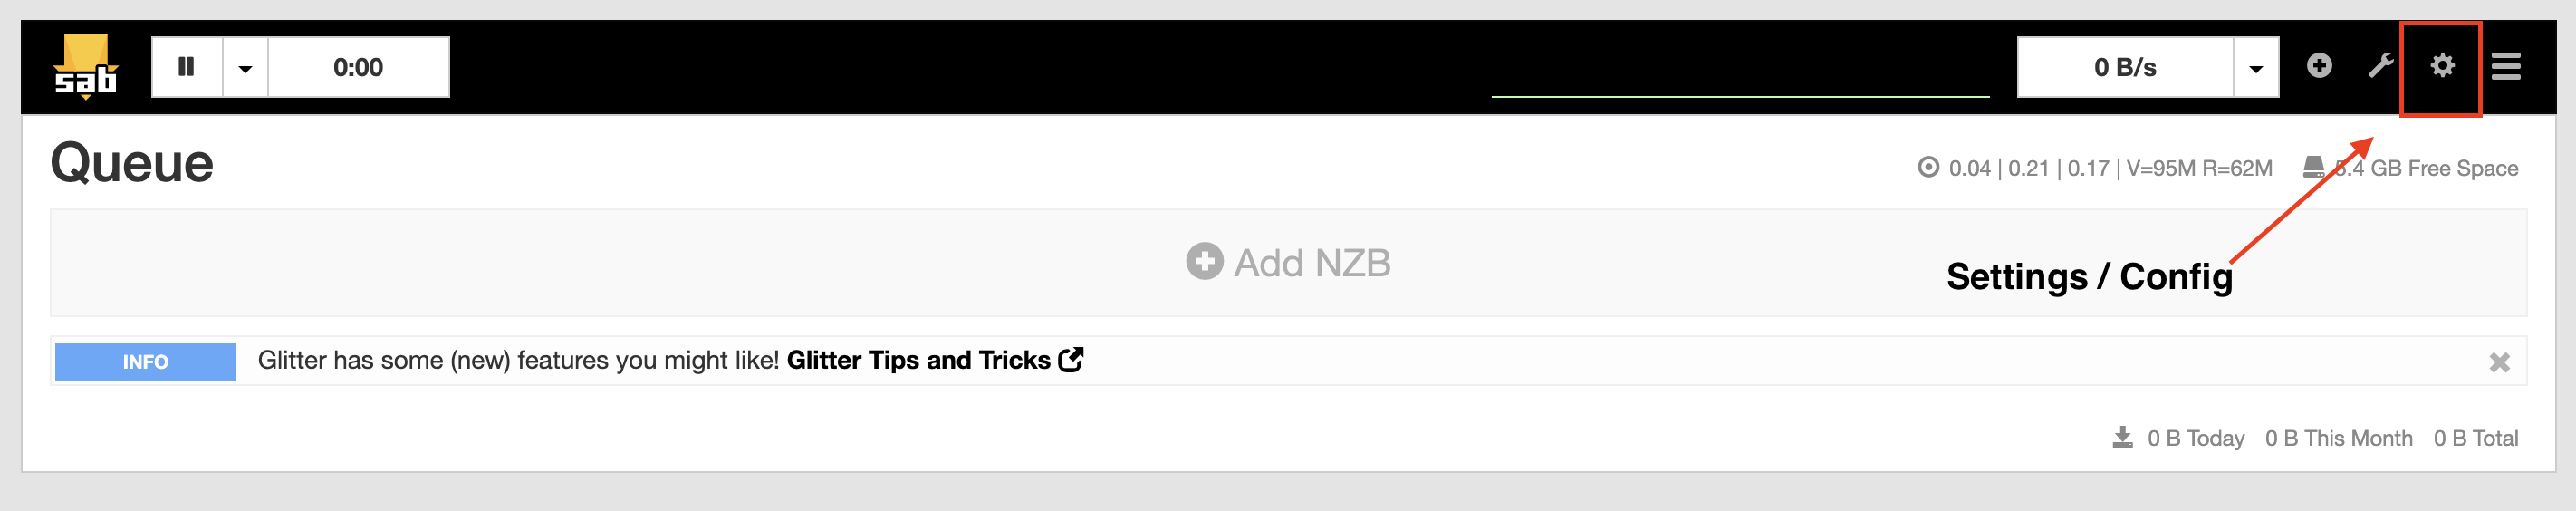 sab
0:00
0 B/s
Queue
0.04 | 0.21 | 0.17 | V=95M R=62M
5.4 GB Free Space
Add NZB
Settings / Config
INFO
Glitter has some (new) features you might like! Glitter Tips and Tricks
0 B Today 0 B This Month 0 B Total